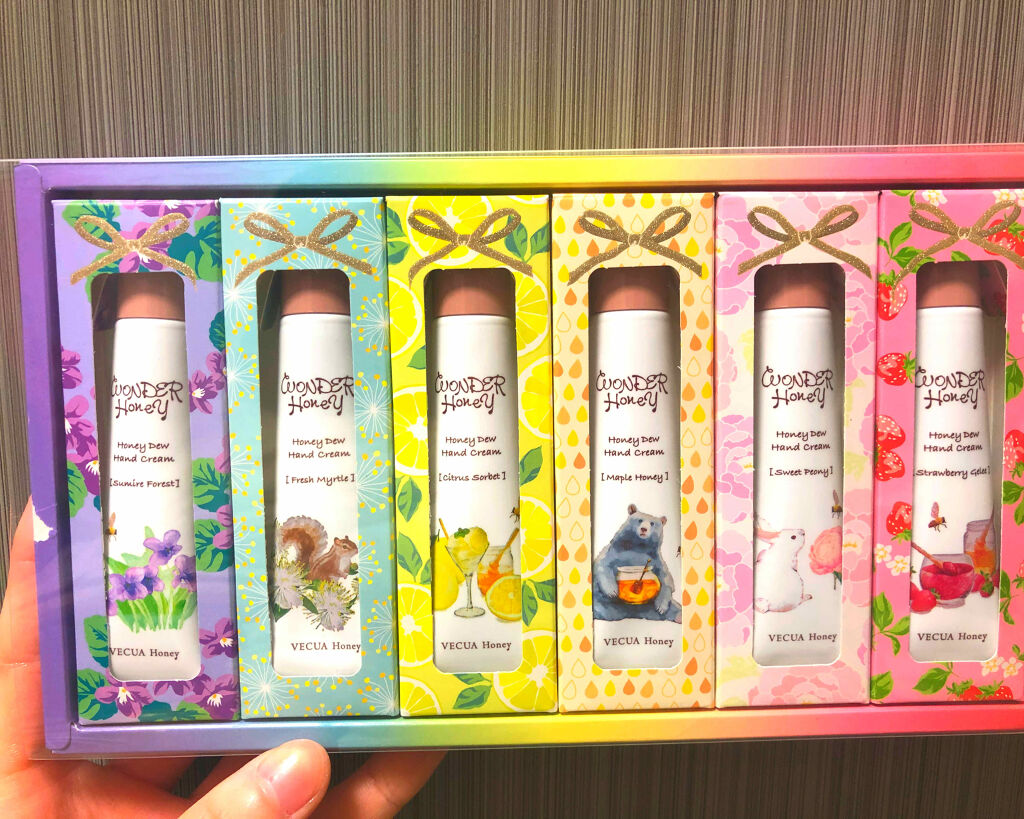 WONDER
Honey
Honey Dew
Hand Cream
[Sumire Forest]
VECUA Honey
WONDER
Honey
Honey Dew
Hand Cream
[Fresh Myrtle]
VECUA Honey
WONDER
Honey
Honey Dew
Hand Cream
[Citrus Sorbet]
VECUA Honey
WONDER
Honey
Honey Dew
Hand Cream
[Maple Honey]
VECUA Honey
WONDER
Honey
Honey Dew
Hand Cream
[Sweet Peony]
VECUA Honey
WONDER
Honey
Honey Dew
Hand Cream
[Strawberry Gelee]
VECUA Honey